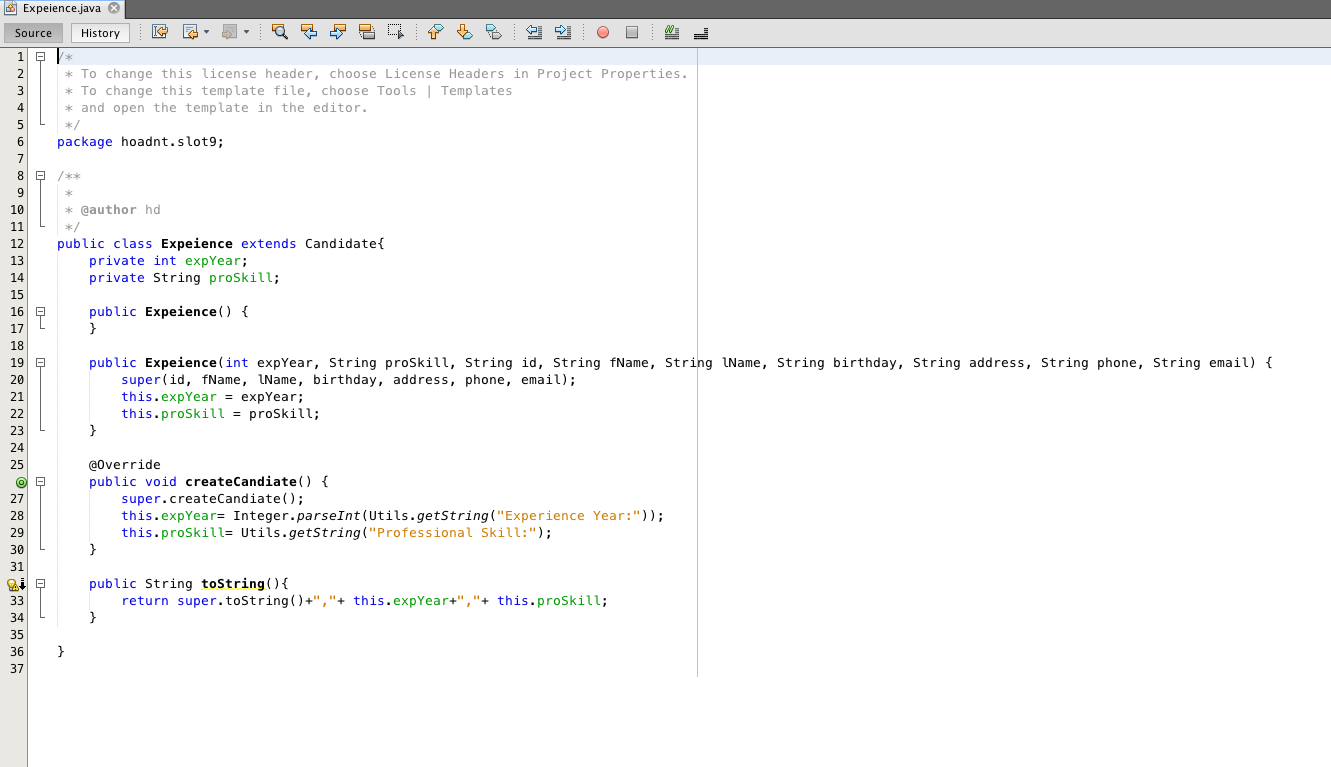 Expeience.java
Source History
1 /*
2 * To change this license header, choose License Headers in Project Properties.
3 * To change this template file, choose Tools | Templates
4 * and open the template in the editor.
5 */
6 package hoadnt.slot9;
7
8 /**
9 *
10 * @author hd
11 */
12 public class Expeience extends Candidate{
13 private int expYear;
14 private String proSkill;
15
16 public Expeience() {
17 }
18
19 public Expeience(int expYear, String proSkill, String id, String fName, String lName, String birthday, String address, String phone, String email) {
20 super(id, fName, lName, birthday, address, phone, email);
21 this.expYear = expYear;
22 this.proSkill = proSkill;
23 }
24
25 @Override
public void createCandiate() {
27 super.createCandiate();
28 this.expYear= Integer.parseInt(Utils.getString("Experience Year:"));
29 this.proSkill= Utils.getString("Professional Skill:");
30 }
31
public String toString(){
33 return super.toString()+","+ this.expYear+","+ this.proSkill;
34 }
35
36 }
37